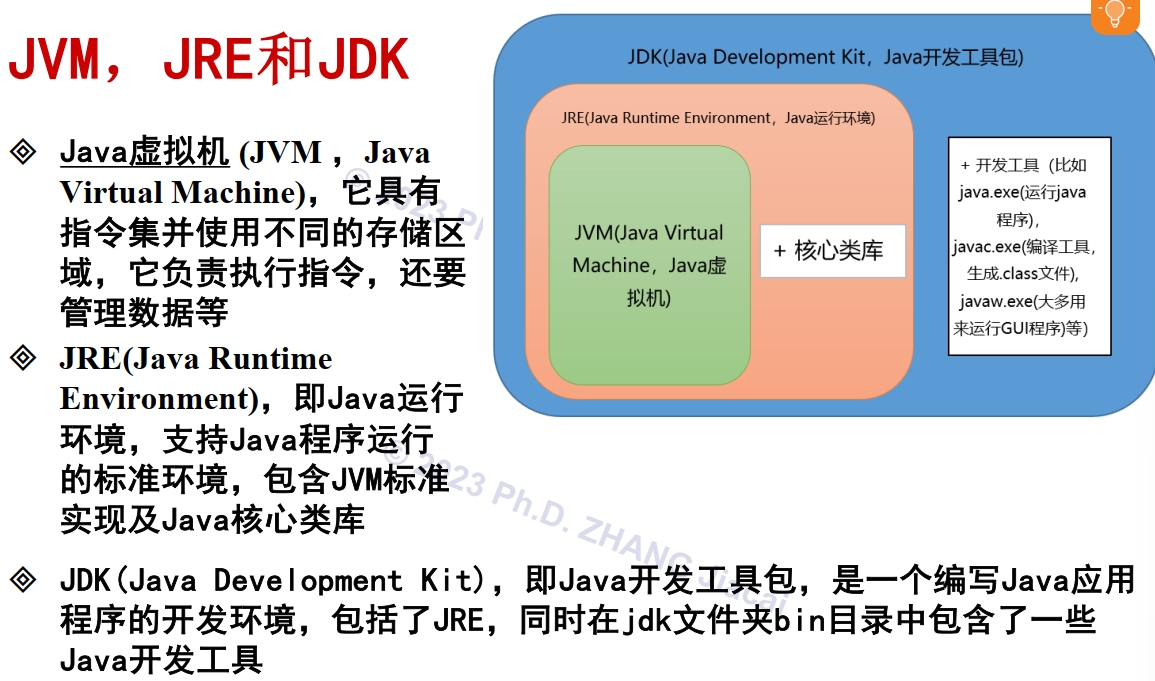 JVM，JRE和JDK
Java虚拟机 (JVM ，Java
Virtual Machine)，它具有
指令集并使用不同的存储区
域，它负责执行指令，还要
管理数据等
JRE(Java Runtime
Environment)，即Java运行
环境，支持Java程序运行
的标准环境，包含JVM标准
实现及Java核心类库
JDK(Java Development Kit)，即Java开发工具包，是一个编写Java应用
程序的开发环境，包括了JRE，同时在jdk文件夹bin目录中包含了一些
Java开发工具
JDK(Java Development Kit，Java开发工具包)
JRE(Java Runtime Environment，Java运行环境)
JVM(Java Virtual
Machine，Java虚
拟机)
+ 核心类库
+ 开发工具（比如
java.exe(运行java
程序)，
javac.exe(编译工具，
生成.class文件),
javaw.exe(大多用
来运行GUI程序)等）
© 2023 Ph
© 2023 Ph.D. ZHANG Jiacai